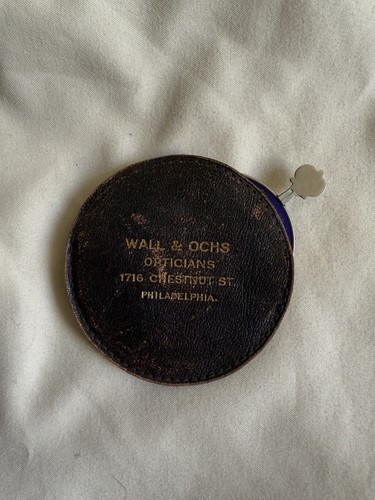 WALL & OCHS
OPTICIANS
1716 CHESTNUT ST.
PHILADELPHIA.